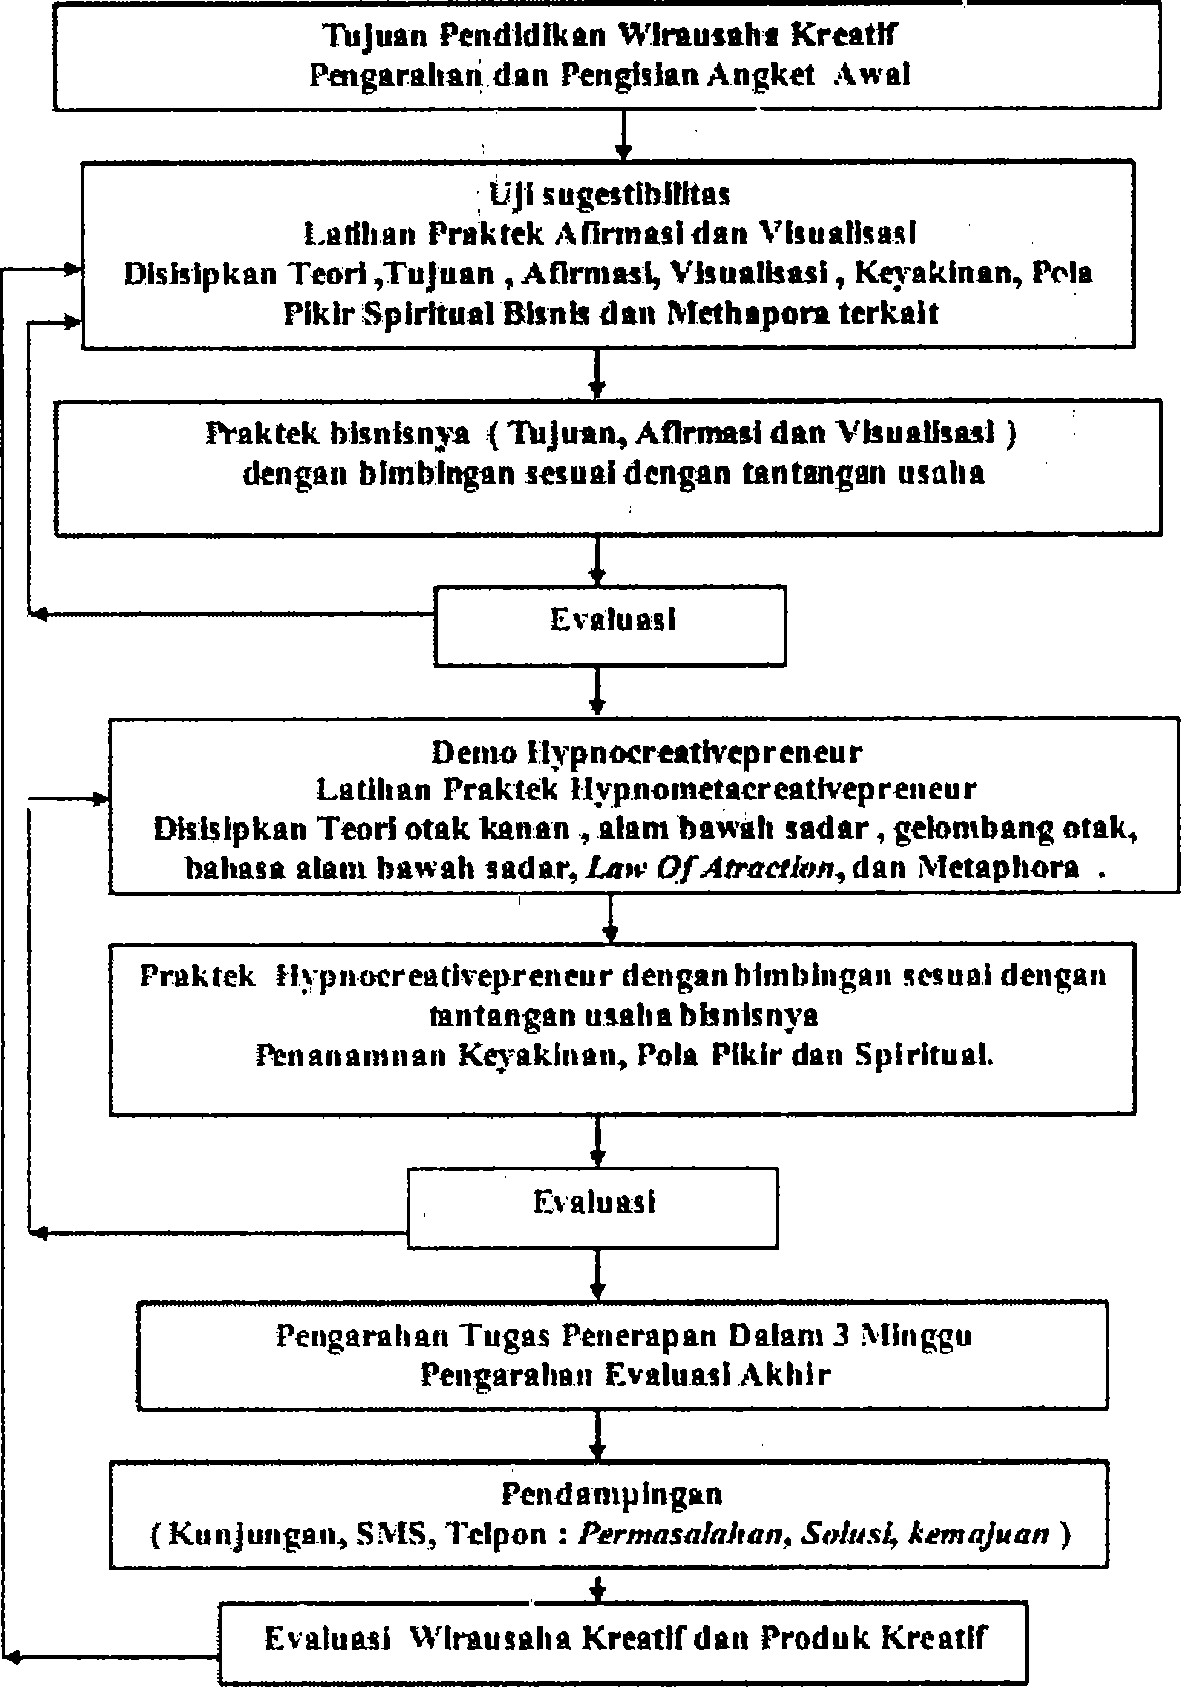 Tujuan Pendidikan Wirausaha Kreatif
Pengarahan dan Pengisian Angket Awal
Uji sugestibilitas
Latihan Praktek Afirmasi dan Visualisasi
Disisipkan Teori ,Tujuan , Afirmasi, Visualisasi , Keyakinan, Pola
Pikir Spiritual Bisnis dan Methapora terkait
Praktek bisnisnya ( Tujuan, Afirmasi dan Visualisasi )
dengan bimbingan sesuai dengan tantangan usaha
Evaluasi
Demo Hypnocreativepreneur
Latihan Praktek Hypnometacreativepreneur
Disisipkan Teori otak kanan , alam bawah sadar , gelombang otak,
bahasa alam bawah sadar, Law Of Atraction, dan Metaphora .
Praktek Hypnocreativepreneur dengan bimbingan sesuai dengan
tantangan usaha bisnisnya
Penanamnan Keyakinan, Pola Pikir dan Spiritual.
Evaluasi
Pengarahan Tugas Penerapan Dalam 3 Minggu
Pengarahan Evaluasi Akhir
Pendampingan
( Kunjungan, SMS, Telpon : Permasalahan, Solusi, kemajuan )
Evaluasi Wirausaha Kreatif dan Produk Kreatif